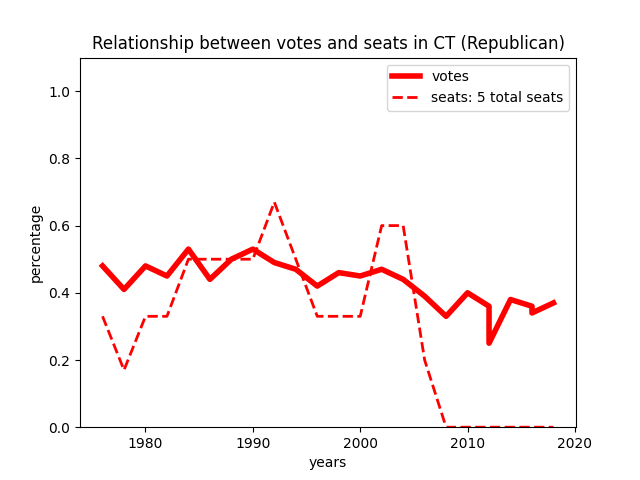 Relationship between votes and seats in CT (Republican)
votes
seats: 5 total seats
1.0
0.8
0.6
0.4
0.2
0.0
percentage
1980 1990 2000 2010 2020
years